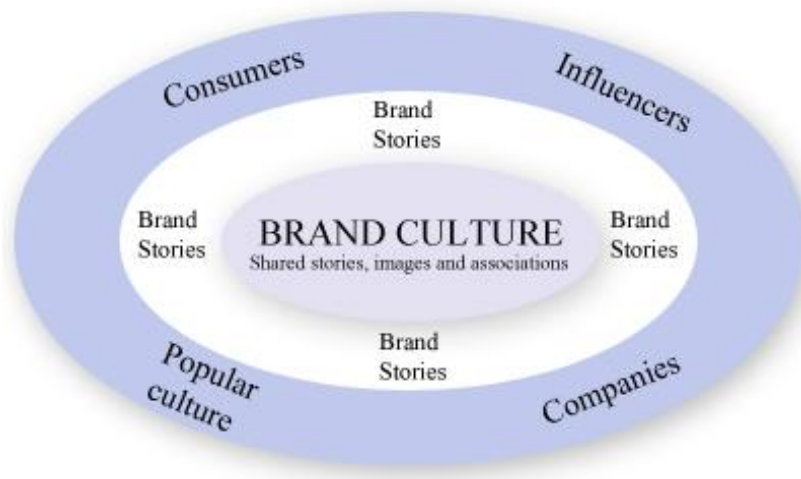 Consumers
Influencers
Brand
Stories
Brand
Stories
BRAND CULTURE
Shared stories, images and associations
Brand
Stories
Brand
Stories
Popular
culture
Companies